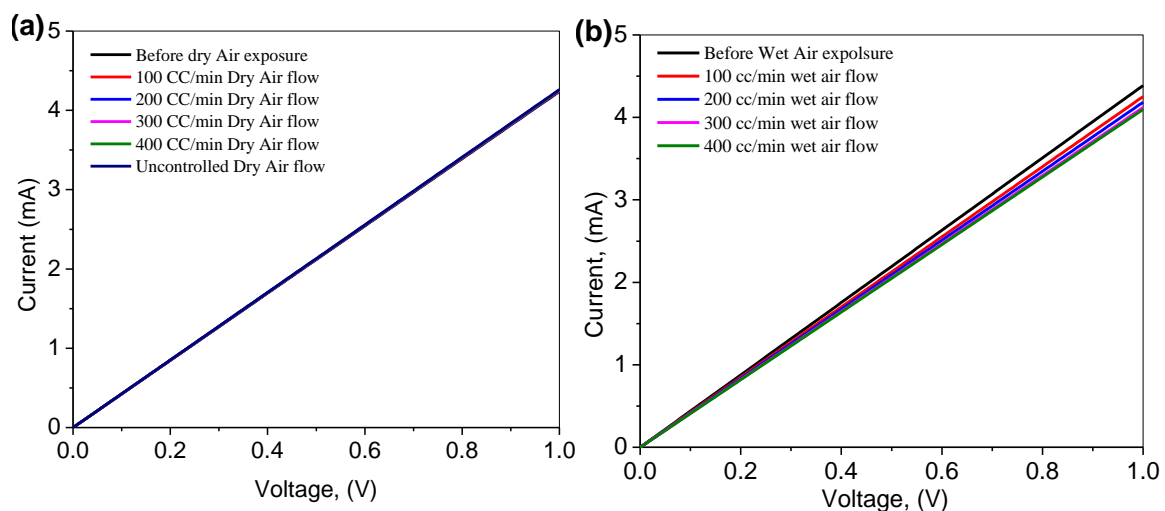 (a)
Before dry Air exposure
100 CC/min Dry Air flow
200 CC/min Dry Air flow
300 CC/min Dry Air flow
400 CC/min Dry Air flow
Uncontrolled Dry Air flow
5
4
3
2
1
0
Current (mA)
0.0 0.2 0.4 0.6 0.8 1.0
Voltage, (V)
(b)
Before Wet Air expolsure
100 cc/min wet air flow
200 cc/min wet air flow
300 cc/min wet air flow
400 cc/min wet air flow
5
4
3
2
1
0
Current, (mA)
0.0 0.2 0.4 0.6 0.8 1.0
Voltage, (V)